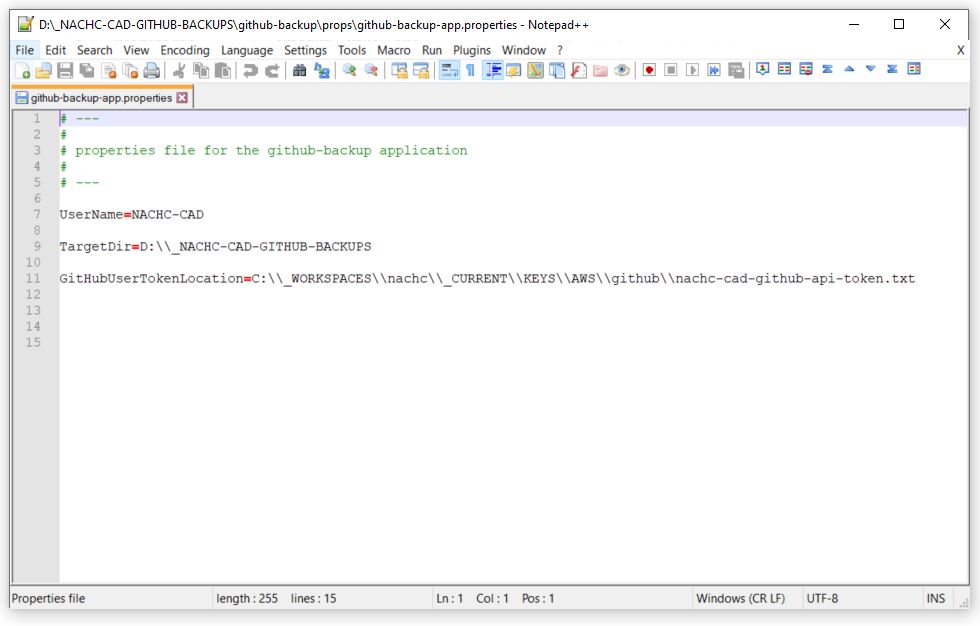 D:\_NACHC-CAD-GITHUB-BACKUPS\github-backup\props\github-backup-app.properties - Notepad++
File Edit Search View Encoding Language Settings Tools Macro Run Plugins Window ? X
github-backup-app.properties
1 # ---
2 #
3 # properties file for the github-backup application
4 #
5 # ---
6
7 UserName=NACHC-CAD
8
9 TargetDir=D:\\_NACHC-CAD-GITHUB-BACKUPS
10
11 GitHubUserTokenLocation=C:\\_WORKSPACES\\nachc\\_CURRENT\\KEYS\\AWS\\github\\nachc-cad-github-api-token.txt
12
13
14
15
Properties file length : 255 lines : 15 Ln : 1 Col : 1 Pos : 1 Windows (CR LF) UTF-8 INS